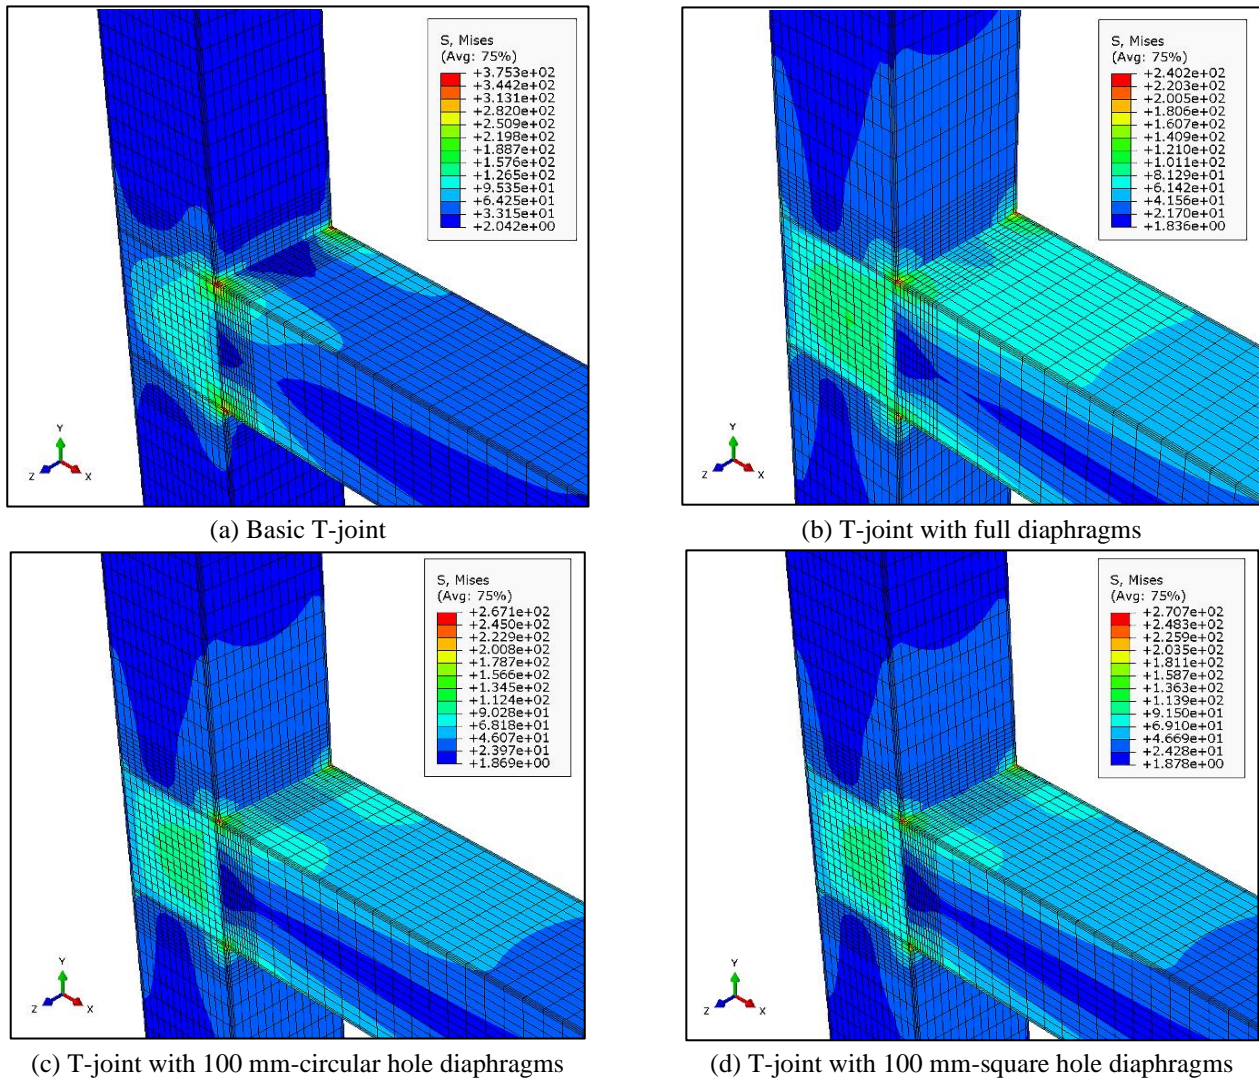 S, Mises
(Avg: 75%)
+3.753e+02
+3.442e+02
+3.131e+02
+2.820e+02
+2.509e+02
+2.198e+02
+1.887e+02
+1.576e+02
+1.265e+02
+9.535e+01
+6.425e+01
+3.315e+01
+2.042e+00
Y
Z
X
(a) Basic T-joint
S, Mises
(Avg: 75%)
+2.402e+02
+2.203e+02
+2.005e+02
+1.806e+02
+1.607e+02
+1.409e+02
+1.210e+02
+1.011e+02
+8.129e+01
+6.142e+01
+4.156e+01
+2.170e+01
+1.836e+00
Y
Z
X
(b) T-joint with full diaphragms
S, Mises
(Avg: 75%)
+2.671e+02
+2.450e+02
+2.229e+02
+2.008e+02
+1.787e+02
+1.566e+02
+1.345e+02
+1.124e+02
+9.028e+01
+6.818e+01
+4.607e+01
+2.397e+01
+1.869e+00
Y
Z
X
(c) T-joint with 100 mm-circular hole diaphragms
S, Mises
(Avg: 75%)
+2.707e+02
+2.483e+02
+2.259e+02
+2.035e+02
+1.811e+02
+1.587e+02
+1.363e+02
+1.139e+02
+9.150e+01
+6.910e+01
+4.669e+01
+2.428e+01
+1.878e+00
Y
Z
X
(d) T-joint with 100 mm-square hole diaphragms